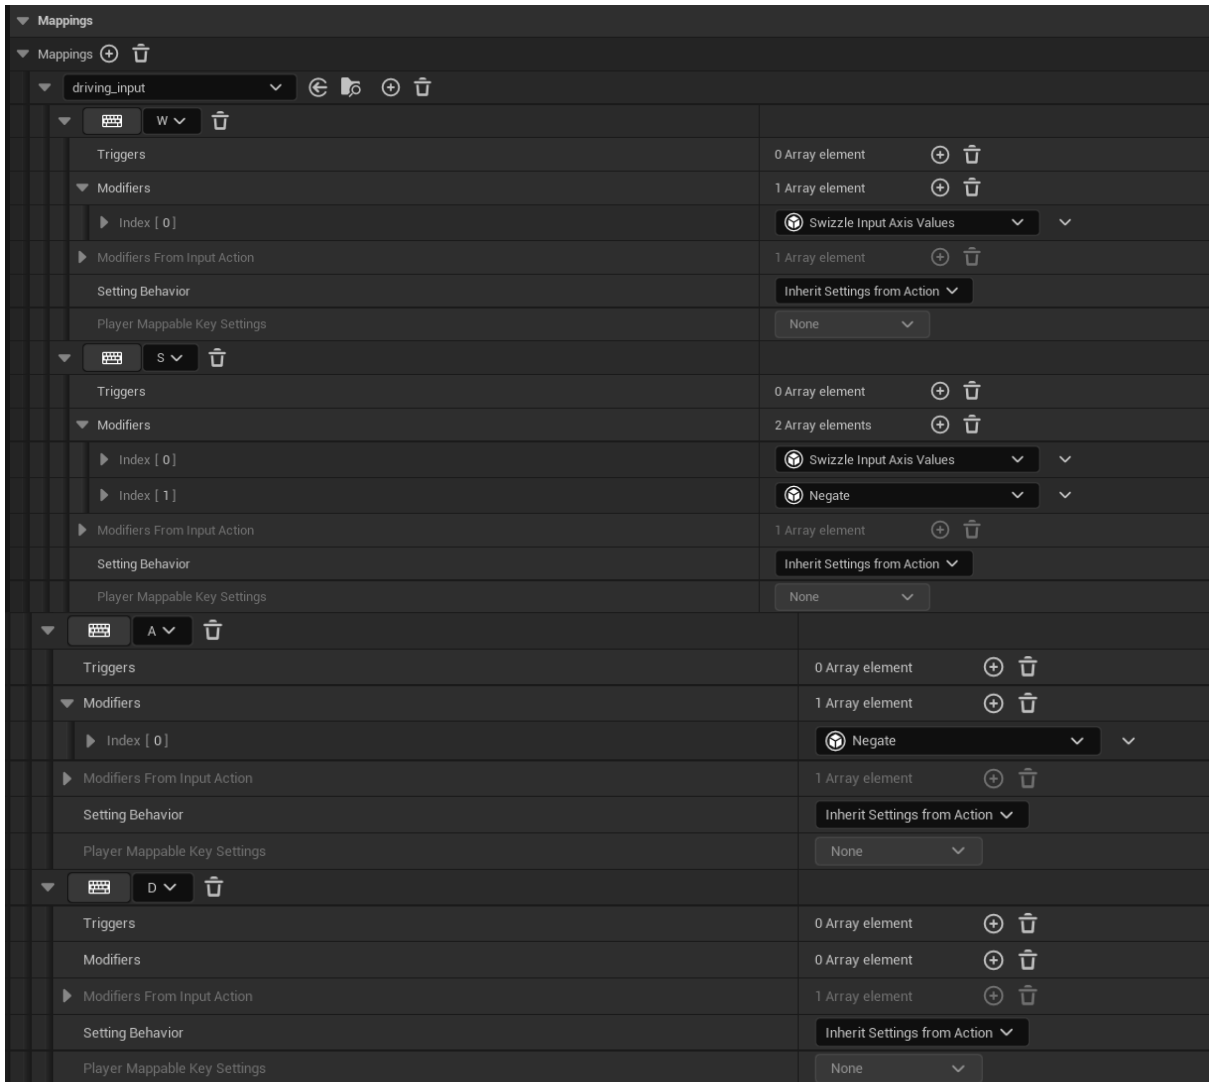 Mappings
Mappings
driving_input
W
Triggers 0 Array element
Modifiers 1 Array element
Index [ 0 ] Swizzle Input Axis Values
Modifiers From Input Action 1 Array element
Setting Behavior Inherit Settings from Action
Player Mappable Key Settings None
S
Triggers 0 Array element
Modifiers 2 Array elements
Index [ 0 ] Swizzle Input Axis Values
Index [ 1 ] Negate
Modifiers From Input Action 1 Array element
Setting Behavior Inherit Settings from Action
Player Mappable Key Settings None
A
Triggers 0 Array element
Modifiers 1 Array element
Index [ 0 ] Negate
Modifiers From Input Action 1 Array element
Setting Behavior Inherit Settings from Action
Player Mappable Key Settings None
D
Triggers 0 Array element
Modifiers 0 Array element
Modifiers From Input Action 1 Array element
Setting Behavior Inherit Settings from Action
Player Mappable Key Settings None